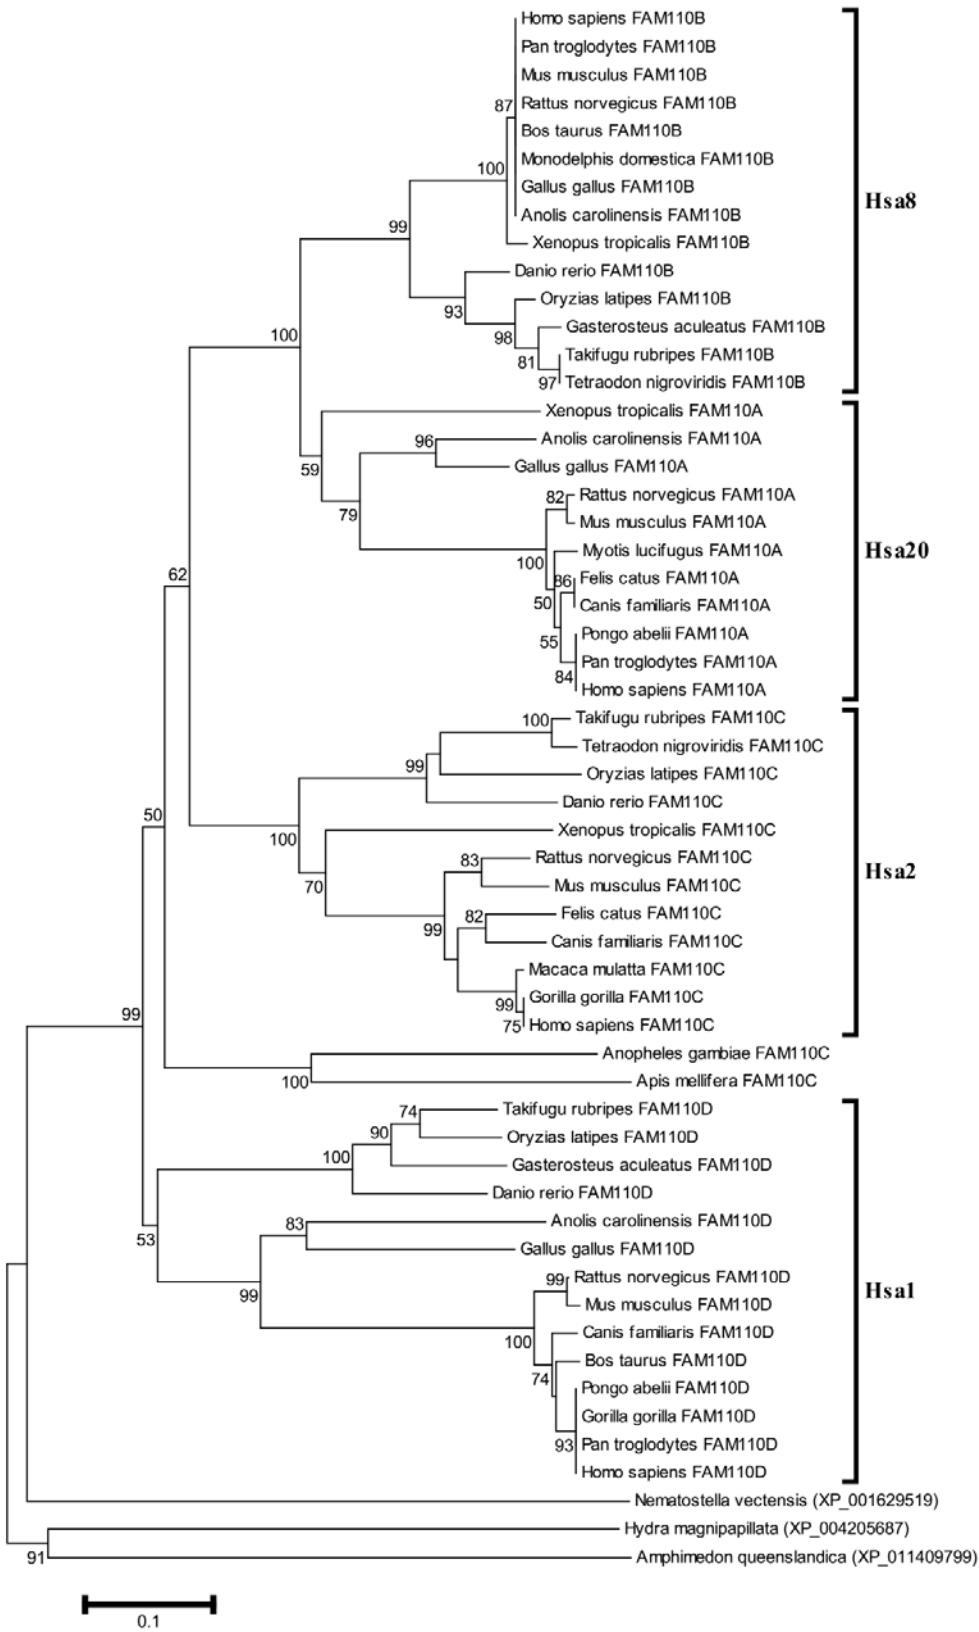 Homo sapiens FAM110B
Pan troglodytes FAM110B
Mus musculus FAM110B
87
Rattus norvegicus FAM110B
Bos taurus FAM110B
Monodelphis domestica FAM110B
100
Gallus gallus FAM110B
Hsa8
Anolis carolinensis FAM110B
99
Xenopus tropicalis FAM110B
Danio rerio FAM110B
93
Oryzias latipes FAM110B
98
Gasterosteus aculeatus FAM110B
100
81
Takifugu rubripes FAM110B
97
Tetraodon nigroviridis FAM110B
Xenopus tropicalis FAM110A
96
Anolis carolinensis FAM110A
59
Gallus gallus FAM110A
82
Rattus norvegicus FAM110A
79
Mus musculus FAM110A
Hsa20
100
Myotis lucifugus FAM110A
62
86
Felis catus FAM110A
50
Canis familiaris FAM110A
55
Pongo abelii FAM110A
Pan troglodytes FAM110A
84
Homo sapiens FAM110A
100
Takifugu rubripes FAM110C
Tetraodon nigroviridis FAM110C
99
Oryzias latipes FAM110C
Danio rerio FAM110C
50
Xenopus tropicalis FAM110C
100
83
Rattus norvegicus FAM110C
Hsa2
70
Mus musculus FAM110C
82
Felis catus FAM110C
99
Canis familiaris FAM110C
Macaca mulatta FAM110C
99
Gorilla gorilla FAM110C
99
75
Homo sapiens FAM110C
Anopheles gambiae FAM110C
100
Apis mellifera FAM110C
74
Takifugu rubripes FAM110D
90
Oryzias latipes FAM110D
100
Gasterosteus aculeatus FAM110D
Danio rerio FAM110D
83
Anolis carolinensis FAM110D
53
Gallus gallus FAM110D
99
Rattus norvegicus FAM110D
Hsa1
99
Mus musculus FAM110D
100
Canis familiaris FAM110D
Bos taurus FAM110D
74
Pongo abelii FAM110D
Gorilla gorilla FAM110D
93
Pan troglodytes FAM110D
Homo sapiens FAM110D
Nematostella vectensis (XP_001629519)
Hydra magnipapillata (XP_004205687)
91
Amphimedon queenslandica (XP_011409799)
0.1